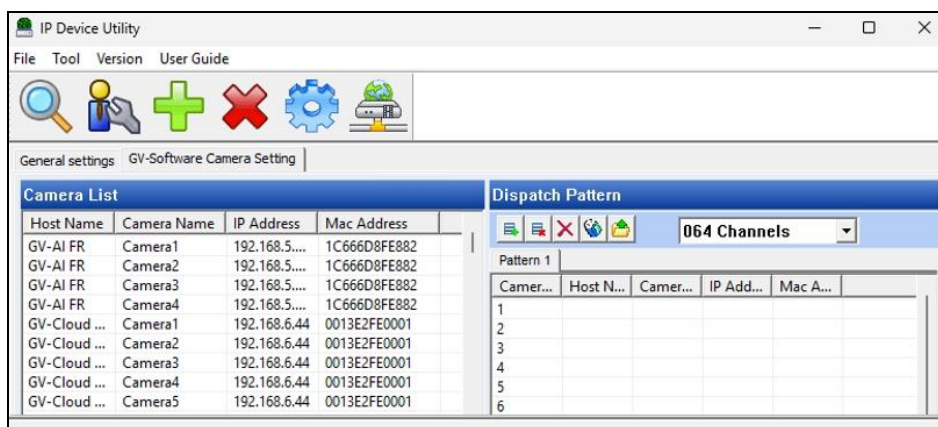 IP Device Utility
File Tool Version User Guide
General settings GV-Software Camera Setting
Camera List
Host Name Camera Name IP Address Mac Address
GV-AI FR Camera1 192.168.5.... 1C666D8FE882
GV-AI FR Camera2 192.168.5.... 1C666D8FE882
GV-AI FR Camera3 192.168.5.... 1C666D8FE882
GV-AI FR Camera4 192.168.5.... 1C666D8FE882
GV-Cloud ... Camera1 192.168.6.44 0013E2FE0001
GV-Cloud ... Camera2 192.168.6.44 0013E2FE0001
GV-Cloud ... Camera3 192.168.6.44 0013E2FE0001
GV-Cloud ... Camera4 192.168.6.44 0013E2FE0001
GV-Cloud ... Camera5 192.168.6.44 0013E2FE0001
Dispatch Pattern
064 Channels
Pattern 1
Camer... Host N... Camer... IP Add... Mac A...
1
2
3
4
5
6